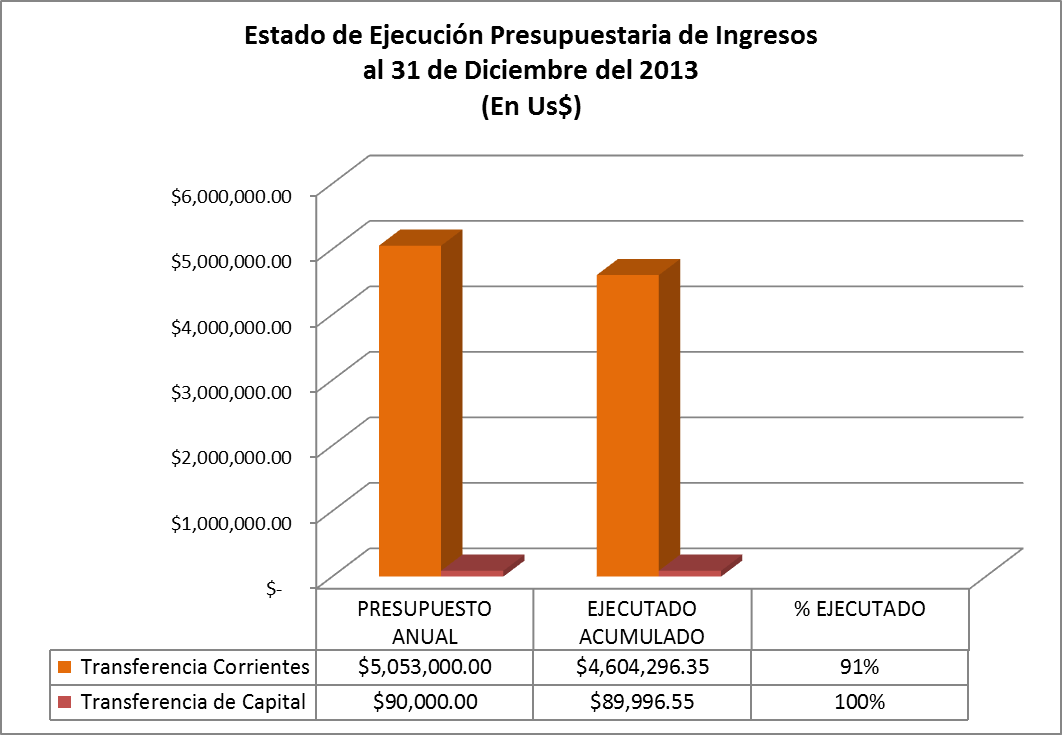 Estado de Ejecución Presupuestaria de Ingresos
al 31 de Diciembre del 2013
(En Us$)
$6,000,000.00
$5,000,000.00
$4,000,000.00
$3,000,000.00
$2,000,000.00
$1,000,000.00
$-
PRESUPUESTO ANUAL EJECUTADO ACUMULADO % EJECUTADO
Transferencia Corrientes $5,053,000.00 $4,604,296.35 91%
Transferencia de Capital $90,000.00 $89,996.55 100%